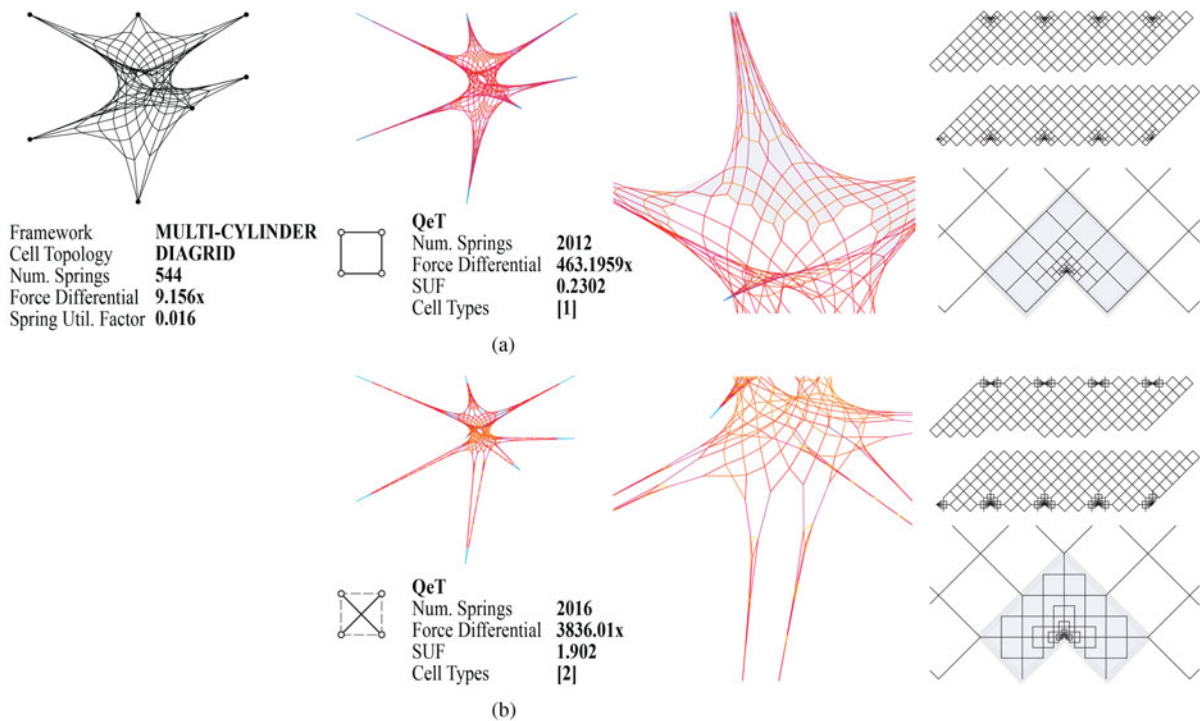 Framework MULTI-CYLINDER
Cell Topology DIAGRID
Num. Springs 544
Force Differential 9.156x
Spring Util. Factor 0.016
QeT
Num. Springs 2012
Force Differential 463.1959x
SUF 0.2302
Cell Types [1]
(a)
QeT
Num. Springs 2016
Force Differential 3836.01x
SUF 1.902
Cell Types [2]
(b)